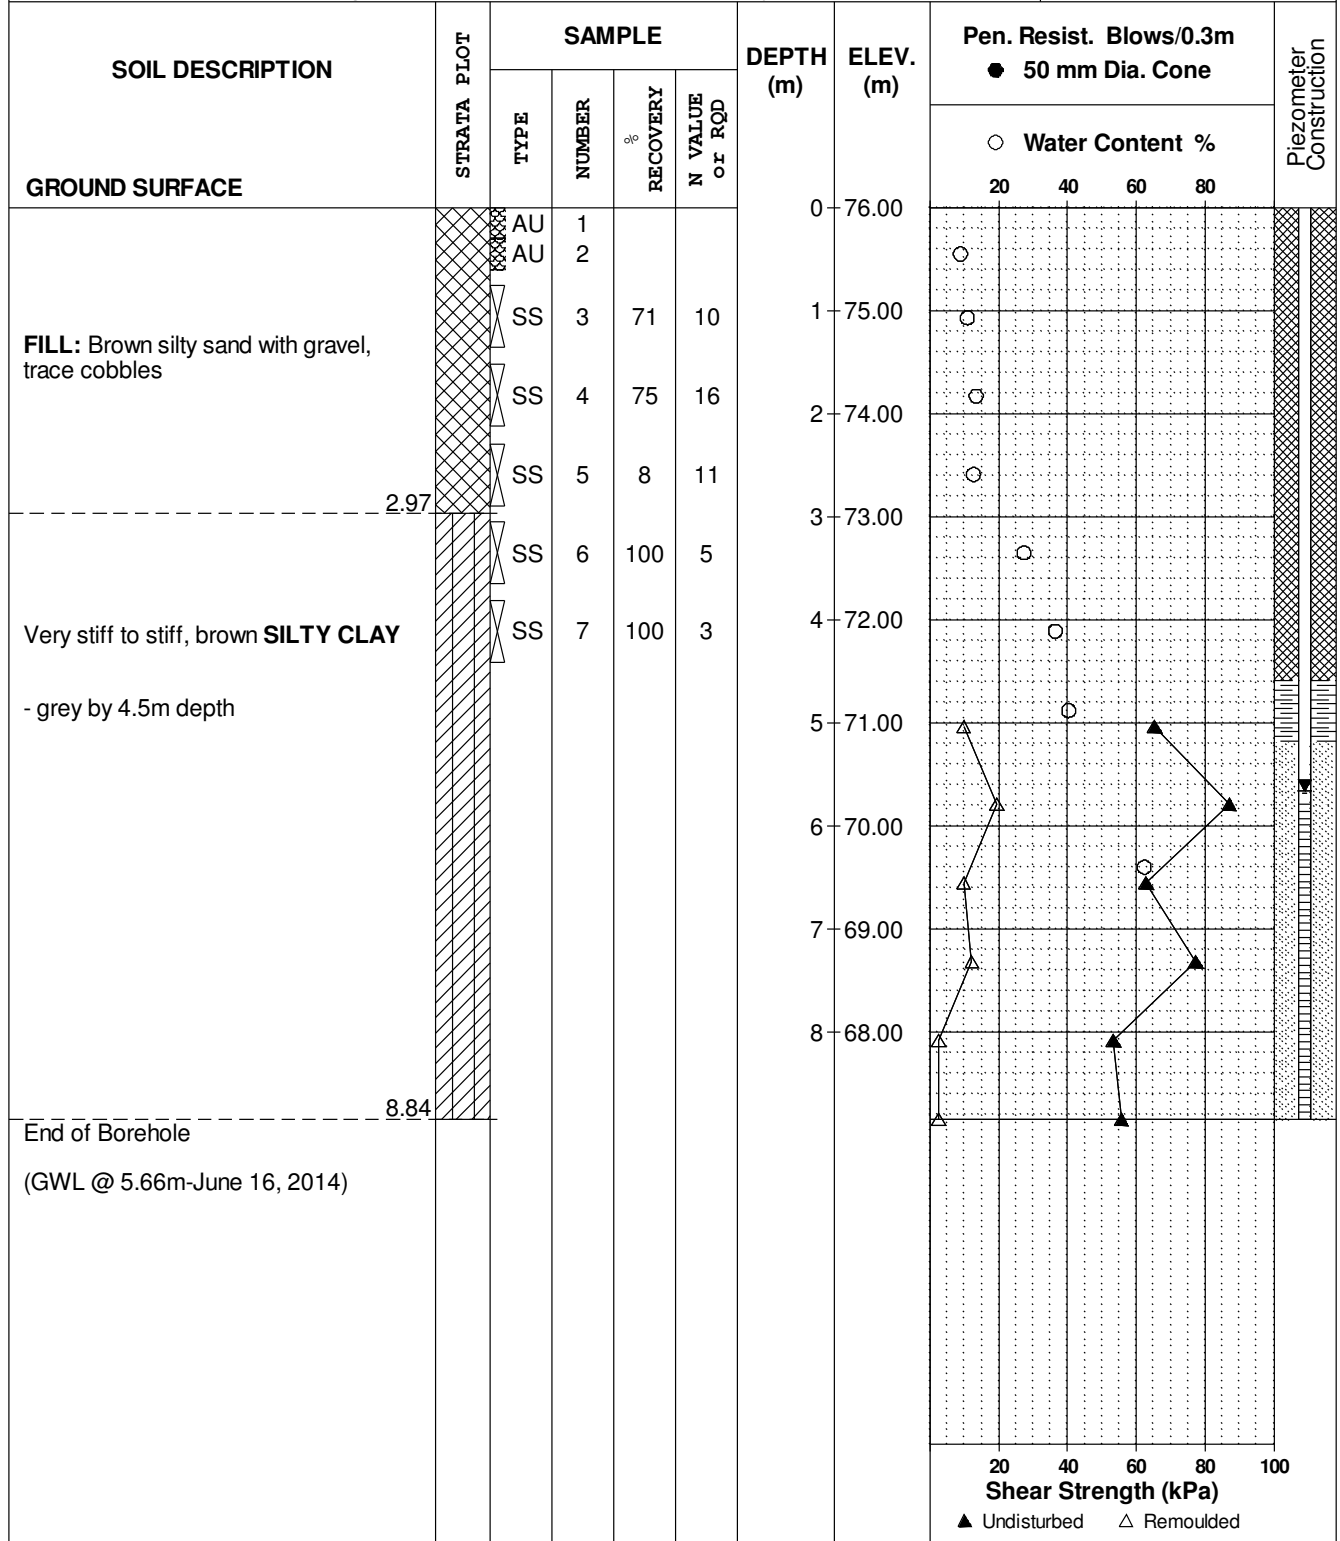 SOIL DESCRIPTION
GROUND SURFACE
STRATA PLOT
SAMPLE
TYPE
NUMBER
%
RECOVERY
N VALUE
or RQD
DEPTH
(m)
ELEV.
(m)
Pen. Resist. Blows/0.3m
● 50 mm Dia. Cone
○ Water Content %
20 40 60 80
Piezometer
Construction
0 76.00
AU 1
AU 2
1 75.00
SS 3 71 10
FILL: Brown silty sand with gravel,
trace cobbles
SS 4 75 16
2 74.00
SS 5 8 11
2.97
3 73.00
SS 6 100 5
4 72.00
SS 7 100 3
Very stiff to stiff, brown SILTY CLAY
- grey by 4.5m depth
5 71.00
6 70.00
7 69.00
8 68.00
8.84
End of Borehole
(GWL @ 5.66m-June 16, 2014)
20 40 60 80 100
Shear Strength (kPa)
▲ Undisturbed △ Remoulded